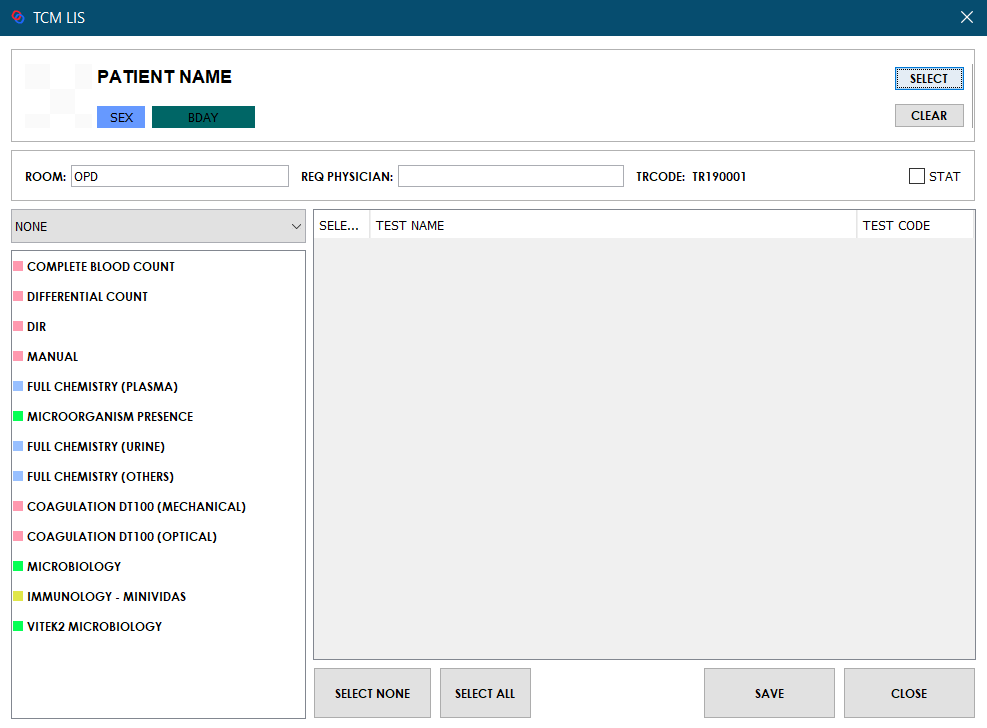 TCM LIS
PATIENT NAME
SELECT
SEX BDAY
CLEAR
ROOM: OPD REQ PHYSICIAN: TRCODE: TR190001 STAT
NONE
SELE... TEST NAME TEST CODE
COMPLETE BLOOD COUNT
DIFFERENTIAL COUNT
DIR
MANUAL
FULL CHEMISTRY (PLASMA)
MICROORGANISM PRESENCE
FULL CHEMISTRY (URINE)
FULL CHEMISTRY (OTHERS)
COAGULATION DT100 (MECHANICAL)
COAGULATION DT100 (OPTICAL)
MICROBIOLOGY
IMMUNOLOGY - MINIVIDAS
VITEK2 MICROBIOLOGY
SELECT NONE SELECT ALL SAVE CLOSE